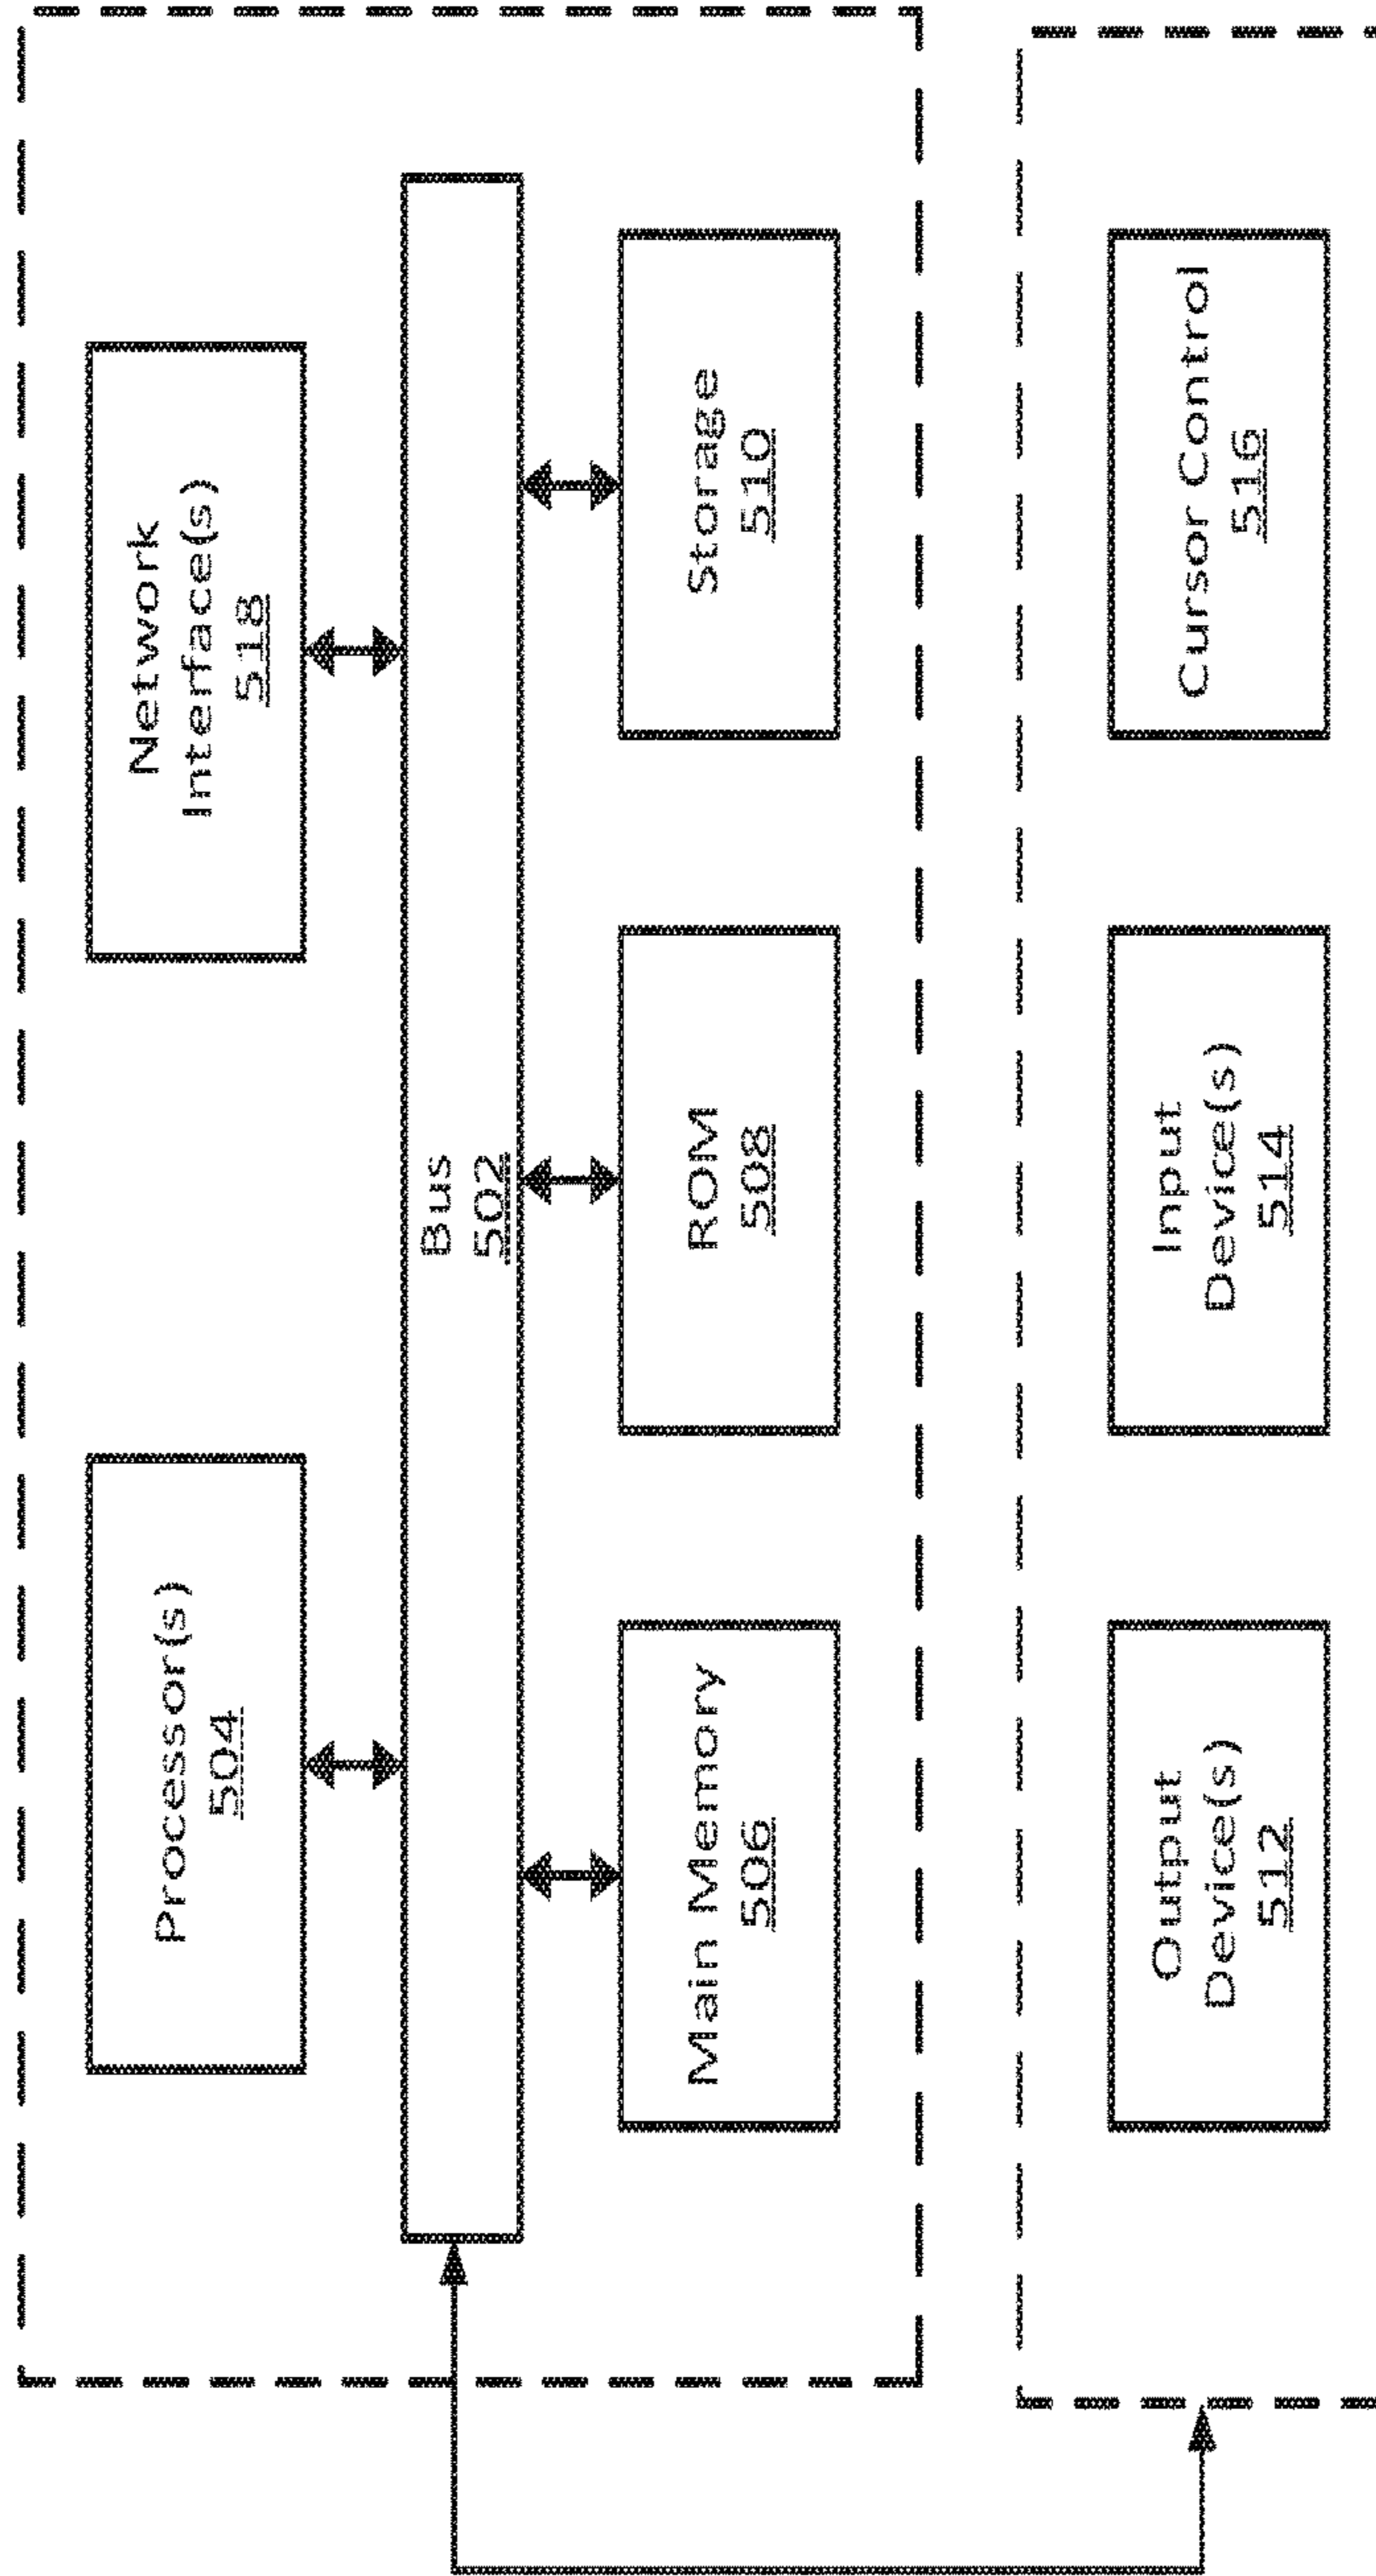 Processor(s)
504
Network
Interface(s)
518
Bus
502
Main Memory
506
ROM
508
Storage
510
Output
Device(s)
512
Input
Device(s)
514
Cursor Control
516